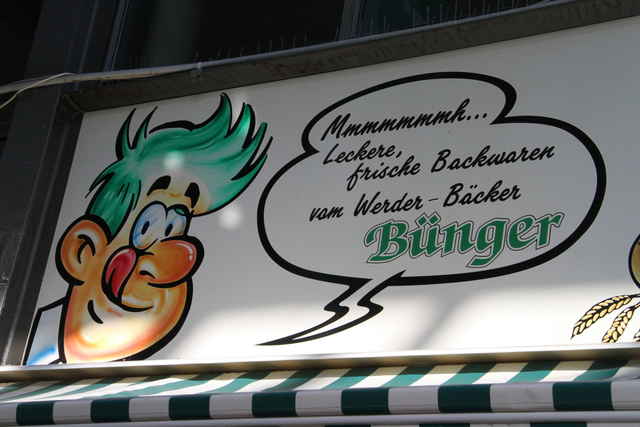 Mmmmmmmh...
Leckere,
frische Backwaren
vom Werder-Bäcker
Bünger